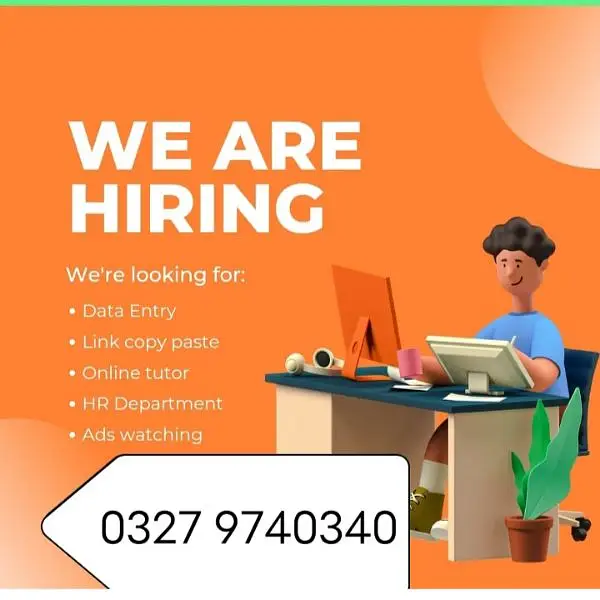 WE ARE
HIRING
We're looking for:
• Data Entry
• Link copy paste
• Online tutor
• HR Department
• Ads watching
0327 9740340